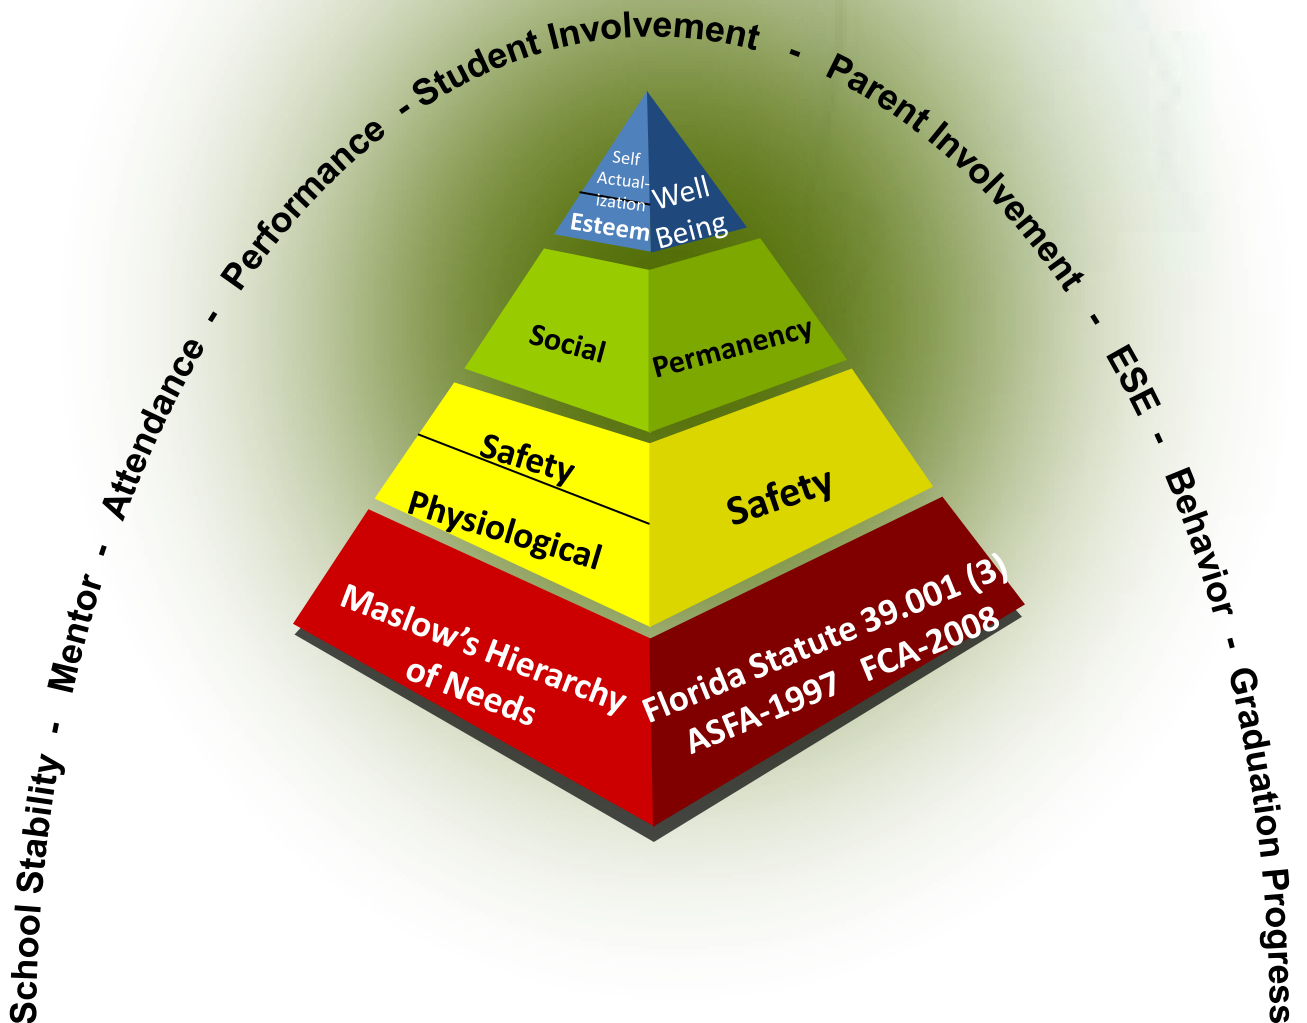 School Stability - Mentor - Attendance - Performance - Student Involvement - Parent Involvement - ESE - Behavior - Graduation Progress
Self
Actual-
ization
Esteem
Well
Being
Social
Permanency
Safety
Physiological
Safety
Maslow’s Hierarchy
of Needs
Florida Statute 39.001 (3)
ASFA-1997 FCA-2008